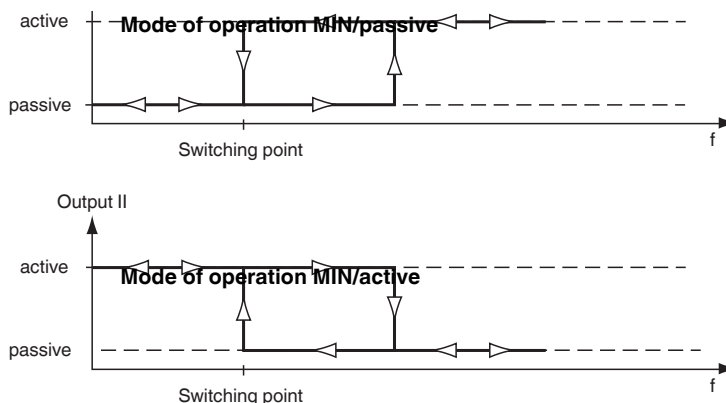 active
Mode of operation MIN/passive
passive
f
Switching point
Output II
active
Mode of operation MIN/active
passive
f
Switching point